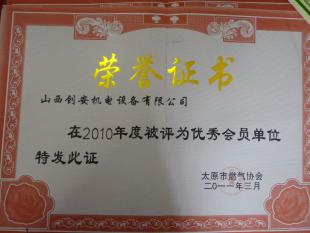 荣誉证书
山西创安机电设备有限公司
在2010年度被评为优秀会员单位
特发此证
太原市燃气协会
二〇一一年三月